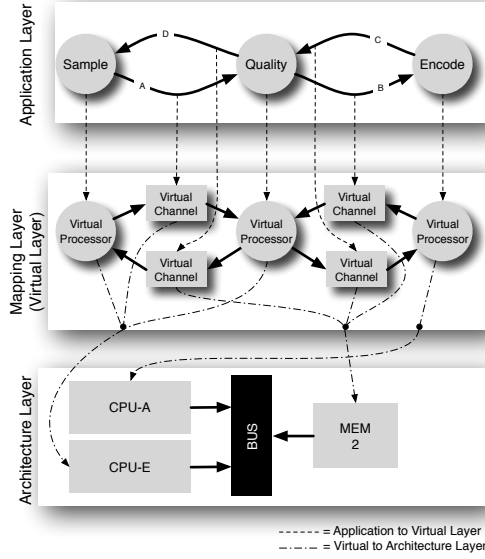 Application Layer
D
C
Sample
Quality
Encode
A
B
Mapping Layer
(Virtual Layer)
Virtual
Channel
Virtual
Channel
Virtual
Processor
Virtual
Processor
Virtual
Processor
Virtual
Channel
Virtual
Channel
Architecture Layer
CPU-A
BUS
MEM
2
CPU-E
= Application to Virtual Layer
= Virtual to Architecture Layer